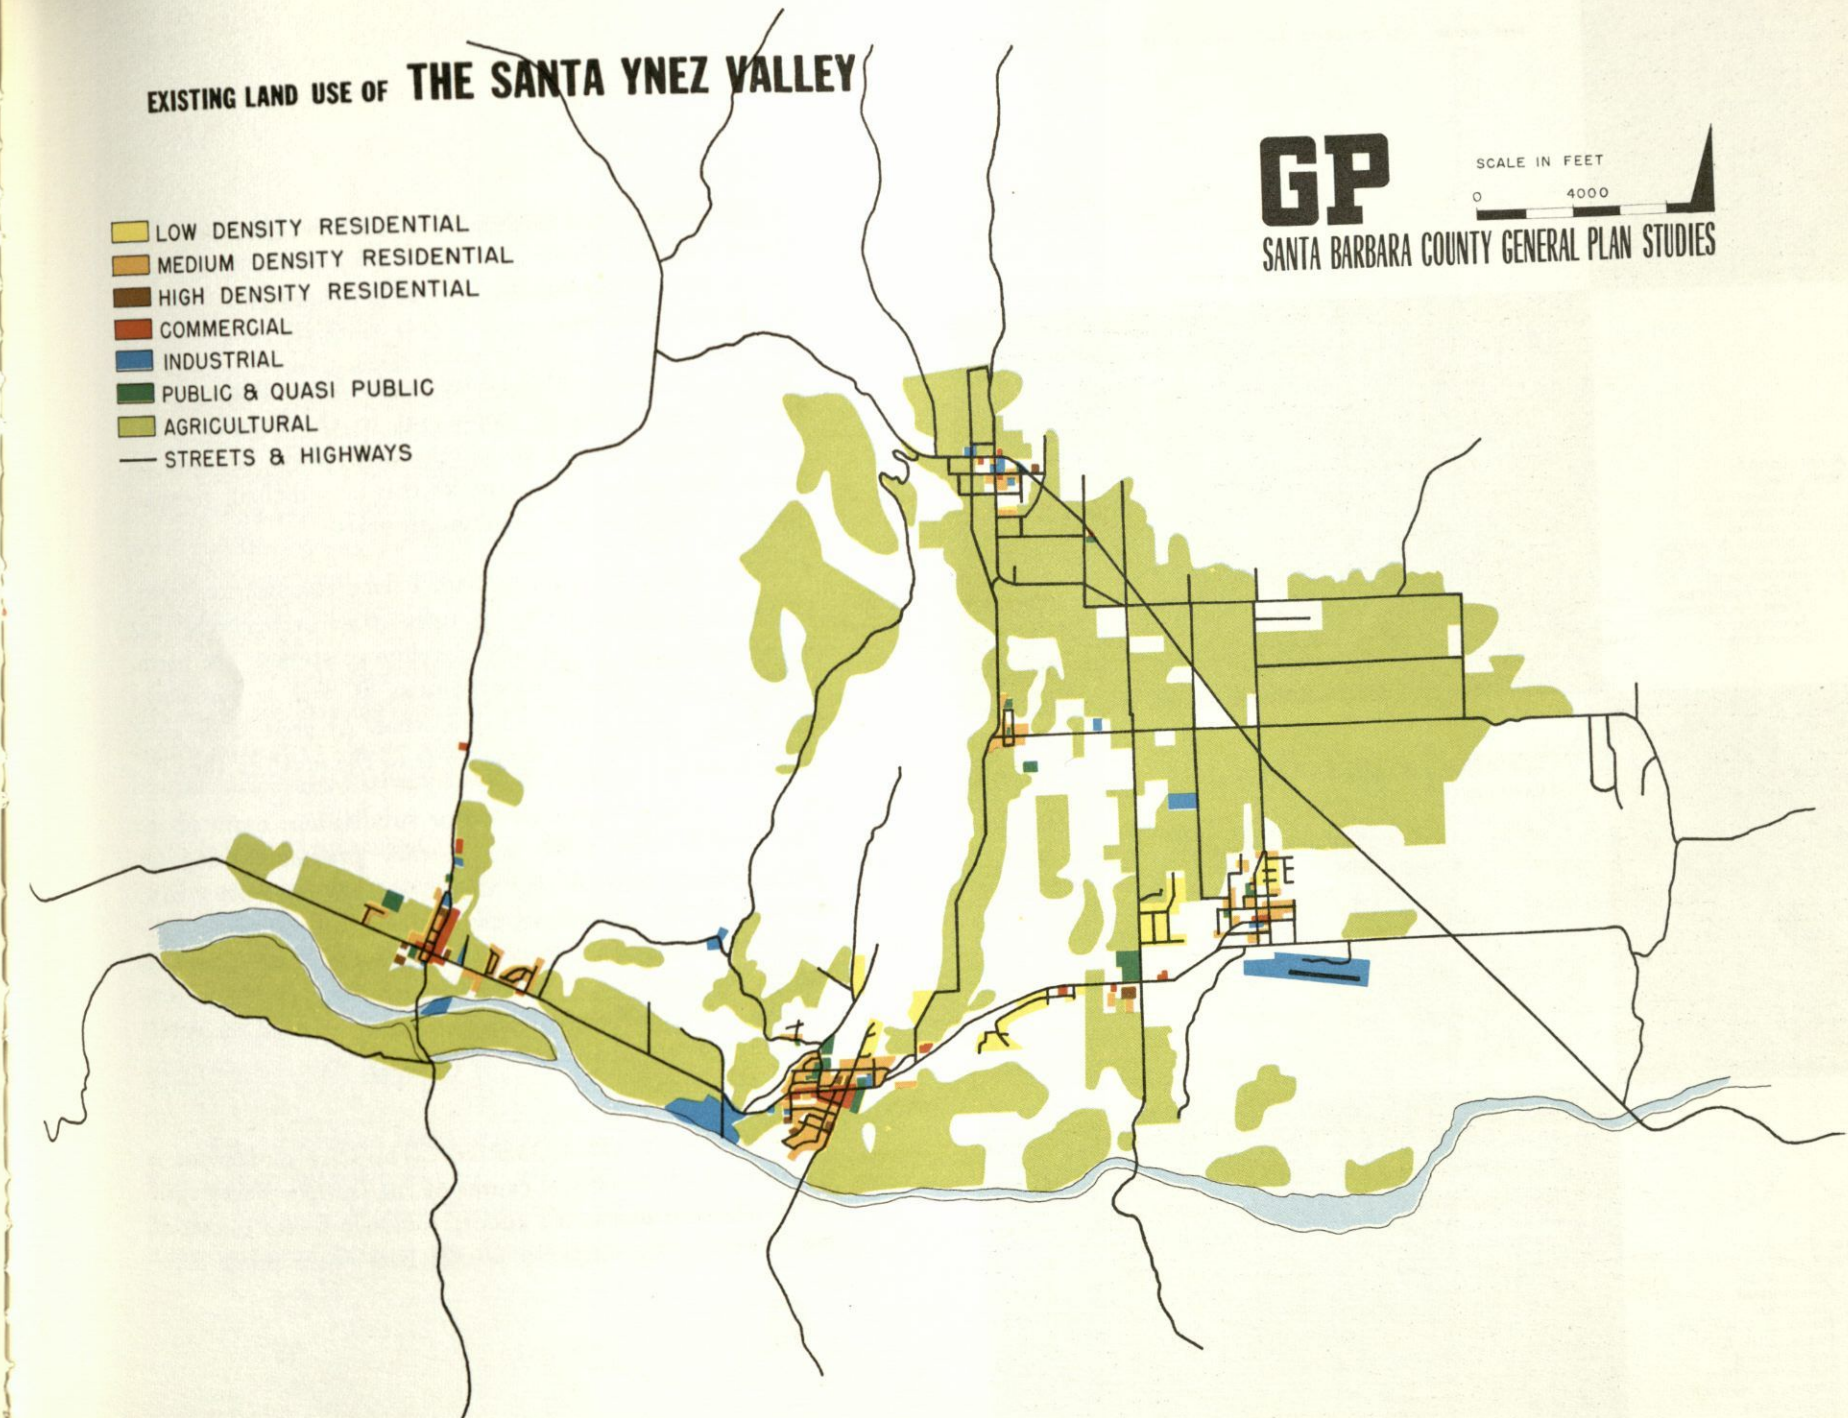 EXISTING LAND USE OF THE SANTA YNEZ VALLEY
GP
SCALE IN FEET
0 4000
SANTA BARBARA COUNTY GENERAL PLAN STUDIES
LOW DENSITY RESIDENTIAL
MEDIUM DENSITY RESIDENTIAL
HIGH DENSITY RESIDENTIAL
COMMERCIAL
INDUSTRIAL
PUBLIC & QUASI PUBLIC
AGRICULTURAL
STREETS & HIGHWAYS